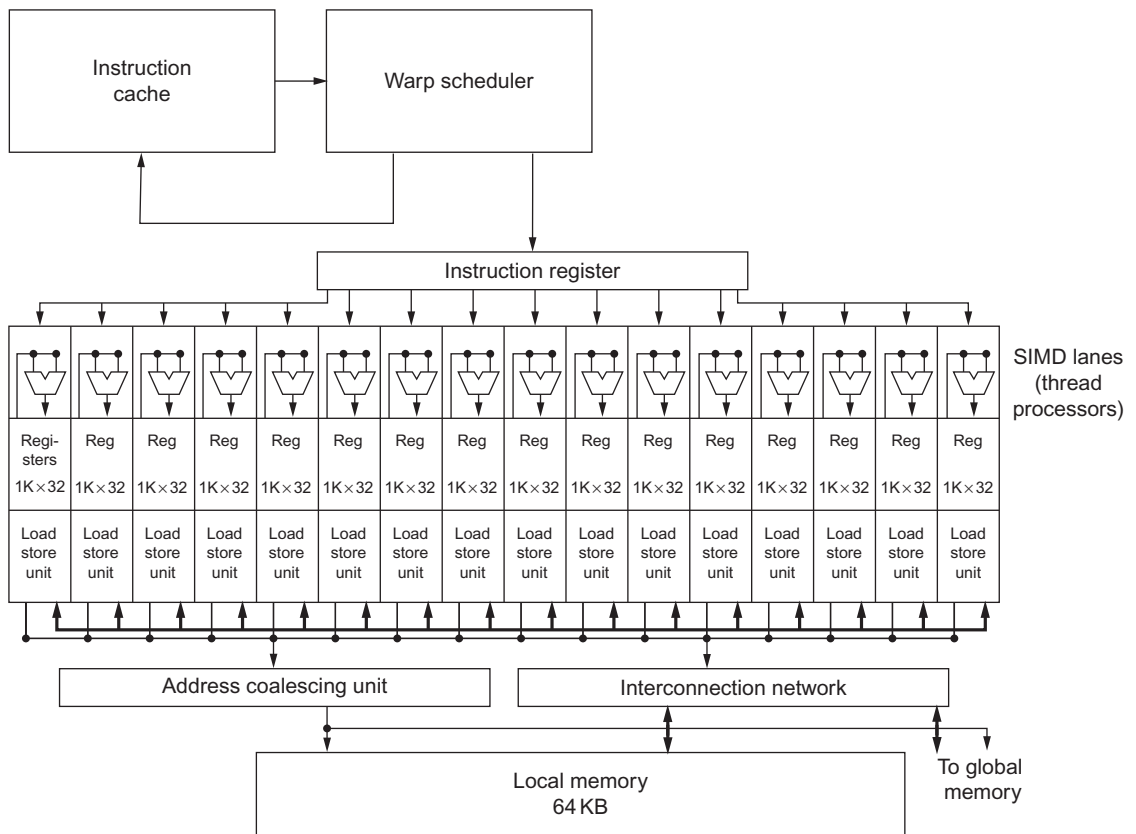 Instruction
cache
Warp scheduler
Instruction register
SIMD lanes
(thread
processors)
Regi-
sters
Reg Reg Reg Reg Reg Reg Reg Reg Reg Reg Reg Reg Reg Reg Reg
1K×32 1K×32 1K×32 1K×32 1K×32 1K×32 1K×32 1K×32 1K×32 1K×32 1K×32 1K×32 1K×32 1K×32 1K×32 1K×32
Load Load Load Load Load Load Load Load Load Load Load Load Load Load Load Load
store store store store store store store store store store store store store store store store
unit unit unit unit unit unit unit unit unit unit unit unit unit unit unit unit
Address coalescing unit
Interconnection network
Local memory
64 KB
To global
memory